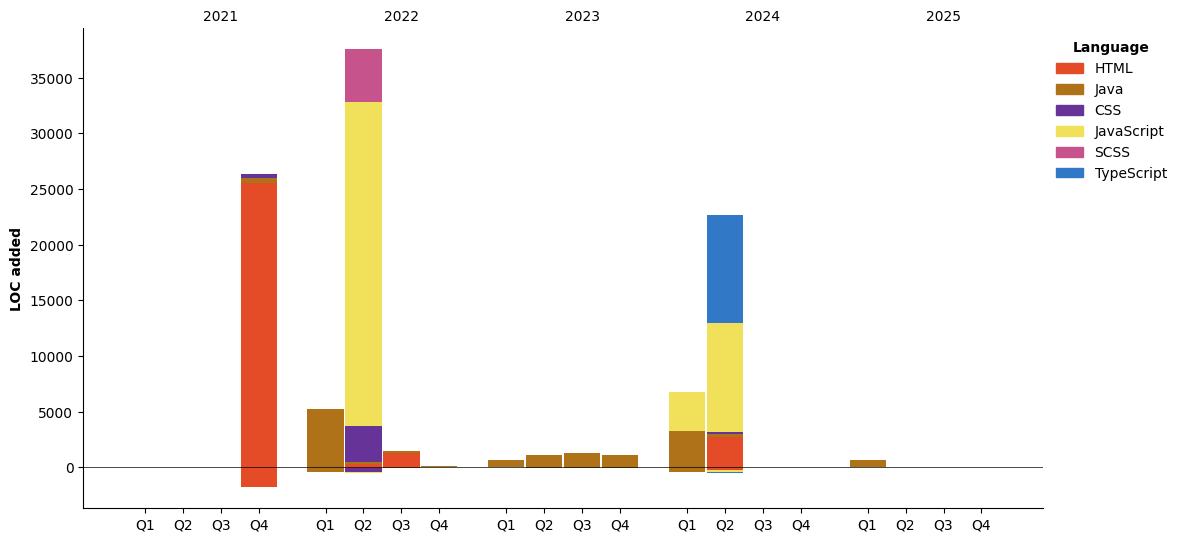 2021 2022 2023 2024 2025
Language
HTML
Java
CSS
JavaScript
SCSS
TypeScript
LOC added
35000
30000
25000
20000
15000
10000
5000
0
Q1 Q2 Q3 Q4 Q1 Q2 Q3 Q4 Q1 Q2 Q3 Q4 Q1 Q2 Q3 Q4 Q1 Q2 Q3 Q4